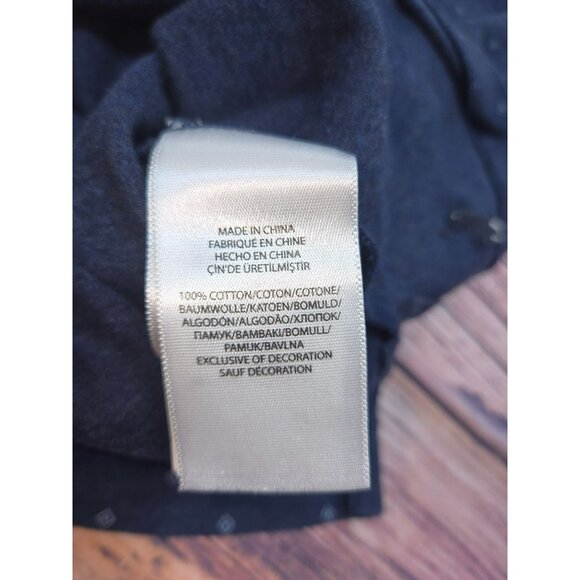 MADE IN CHINA
FABRIQUÉ EN CHINE
HECHO EN CHINA
ÇİN'DE ÜRETİLMİŞTİR
100% COTTON/COTON/COTONE/
BAUMWOLLE/KATOEN/BOMULD/
ALGODÓN/ALGODÃO/ХЛОПОК/
ПАМУК/BAMBAKI/BOMULL/
PAMUK/BAVLNA
EXCLUSIVE OF DECORATION
SAUF DÉCORATION